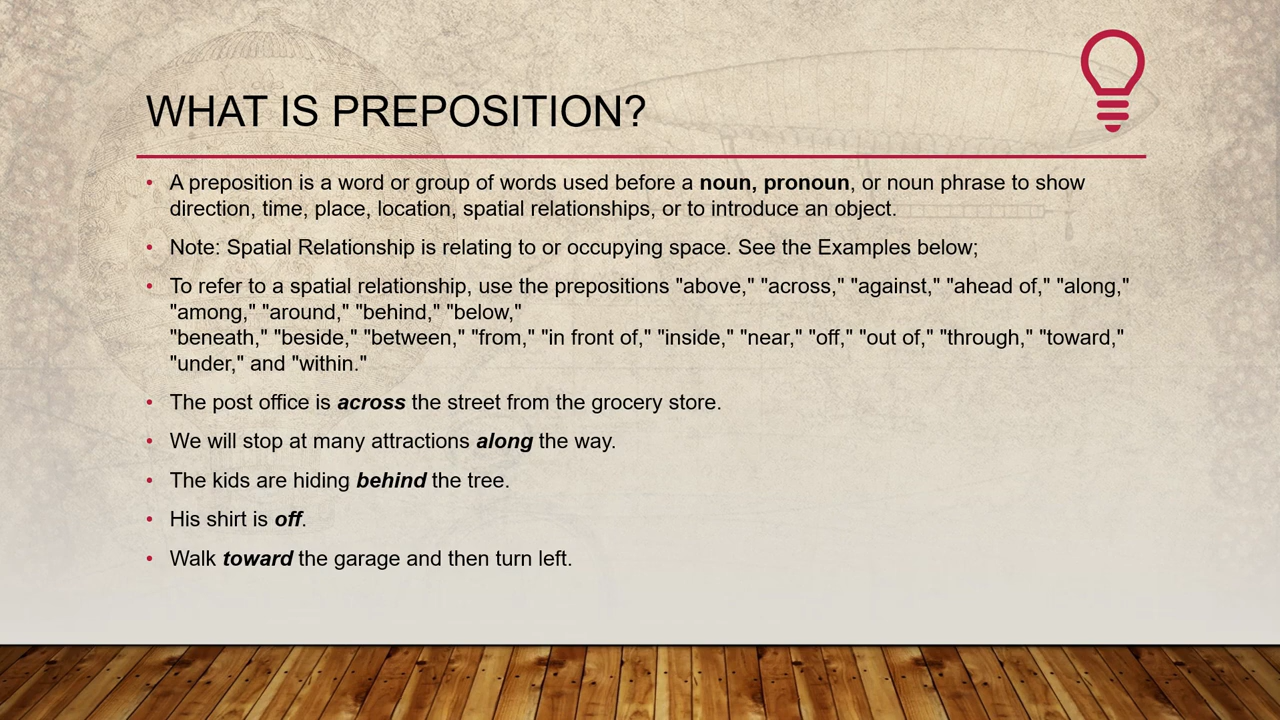 WHAT IS PREPOSITION?
• A preposition is a word or group of words used before a noun, pronoun, or noun phrase to show
direction, time, place, location, spatial relationships, or to introduce an object.
• Note: Spatial Relationship is relating to or occupying space. See the Examples below;
• To refer to a spatial relationship, use the prepositions "above," "across," "against," "ahead of," "along,"
"among," "around," "behind," "below,"
"beneath," "beside," "between," "from," "in front of," "inside," "near," "off," "out of," "through," "toward,"
"under," and "within."
• The post office is across the street from the grocery store.
• We will stop at many attractions along the way.
• The kids are hiding behind the tree.
• His shirt is off.
• Walk toward the garage and then turn left.